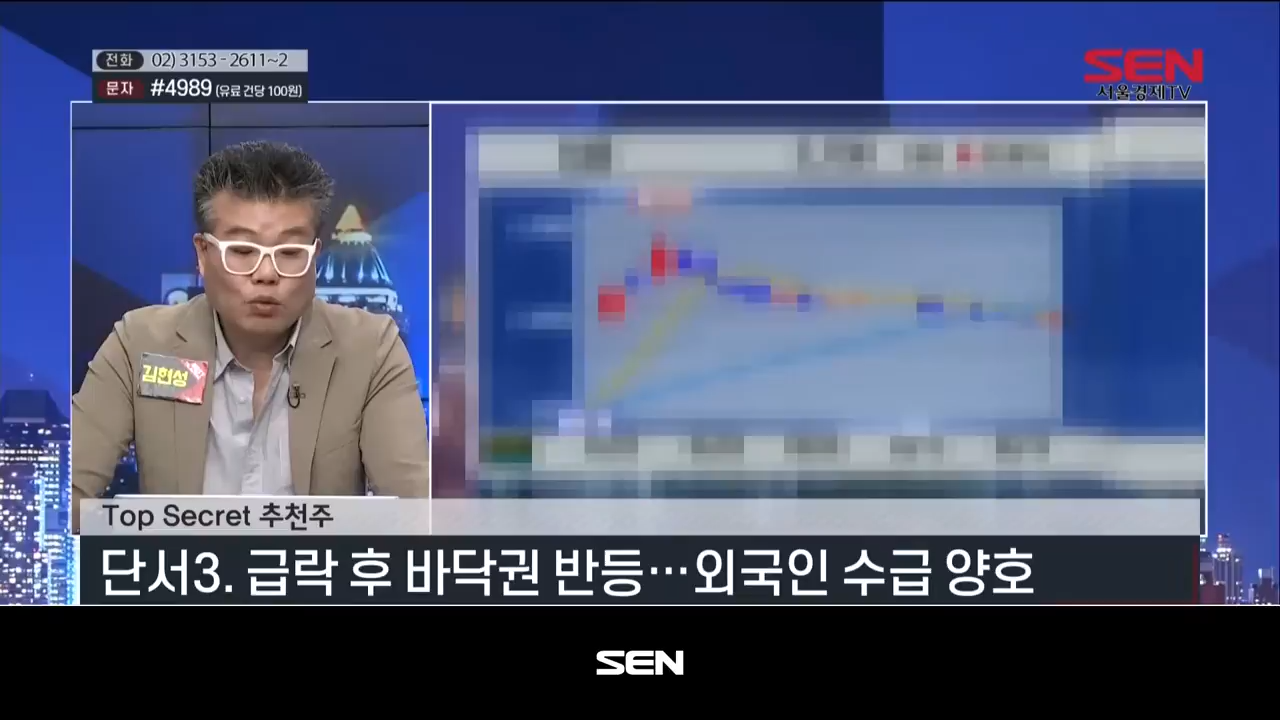 전화 02) 3153 - 2611~2
문자 #4989 (유료 건당 100원)
SEN
서울경제TV
김현성
Top Secret 추천주
단서3. 급락 후 바닥권 반등…외국인 수급 양호
SEN